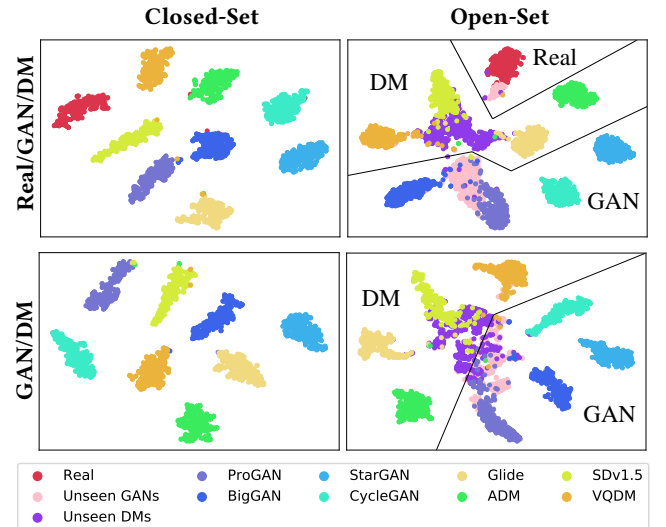 Closed-Set
Open-Set
Real/GAN/DM
DM
Real
GAN
GAN/DM
DM
GAN
Real
ProGAN
StarGAN
Glide
SDv1.5
Unseen GANs
BigGAN
CycleGAN
ADM
VQDM
Unseen DMs